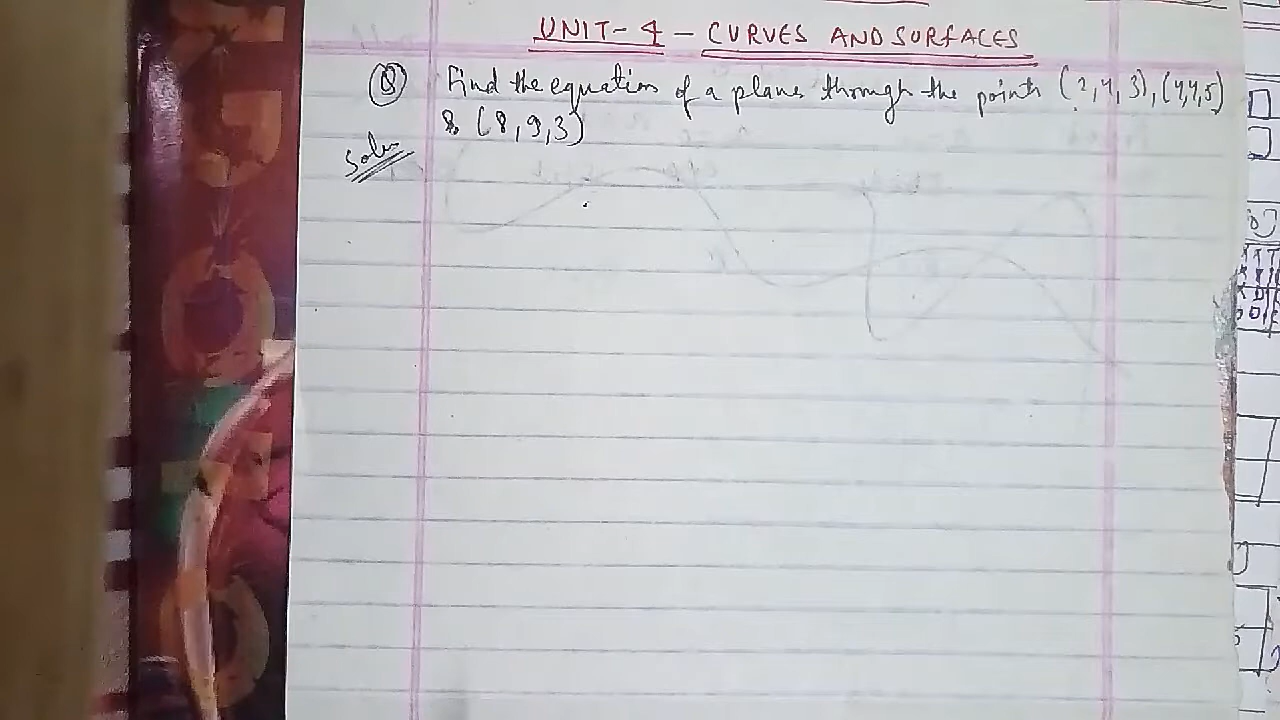 UNIT-4 - CURVES AND SURFACES
Q Find the equation of a plane through the points (2,4,3), (4,4,5)
& (8,9,3)
Soln